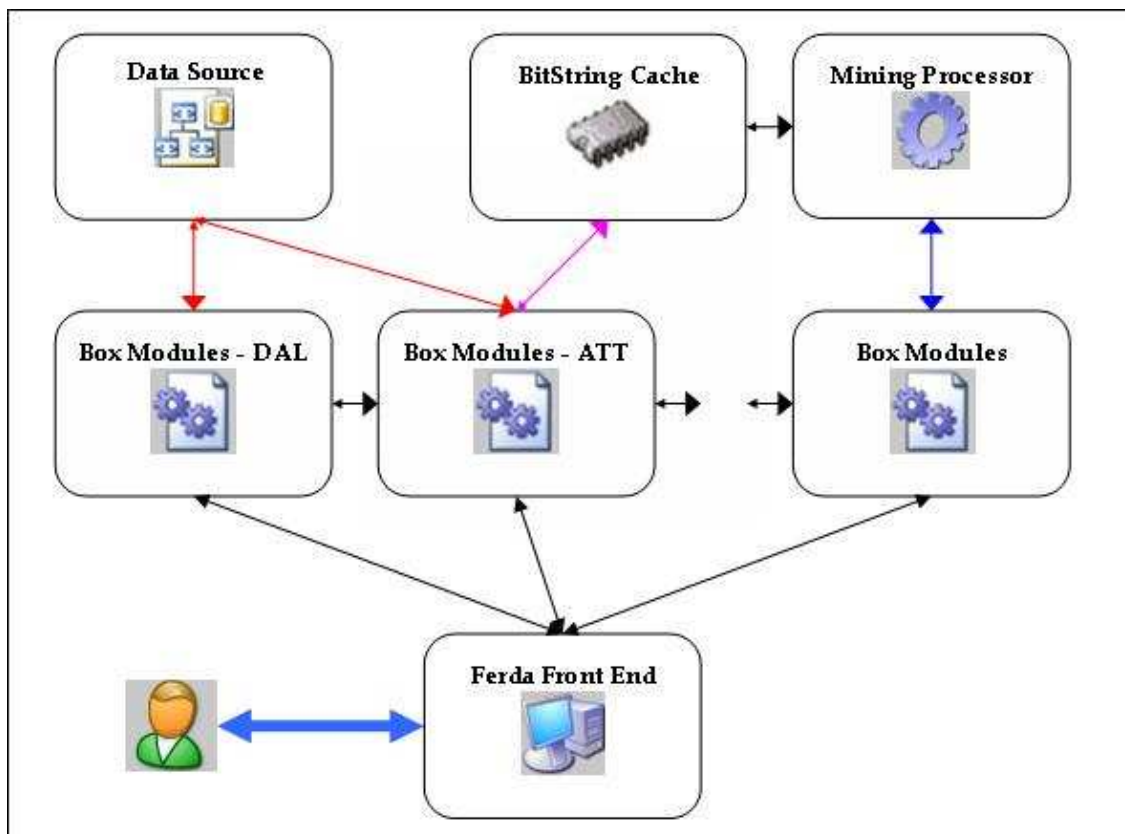 Data Source
BitString Cache
Mining Processor
Box Modules - DAL
Box Modules - ATT
Box Modules
Ferda Front End